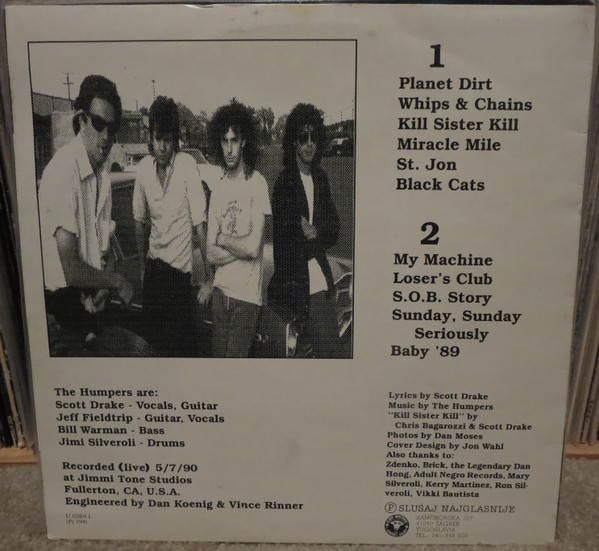 1
Planet Dirt
Whips & Chains
Kill Sister Kill
Miracle Mile
St. Jon
Black Cats
2
My Machine
Loser's Club
S.O.B. Story
Sunday, Sunday
Seriously
Baby '89
The Humpers are:
Scott Drake - Vocals, Guitar
Jeff Fieldtrip - Guitar, Vocals
Bill Warman - Bass
Jimi Silveroli - Drums
Recorded (live) 5/7/90
at Jimmi Tone Studios
Fullerton, CA, U.S.A.
Engineered by Dan Koenig & Vince Rinner
Lyrics by Scott Drake
Music by The Humpers
"Kill Sister Kill" by
Chris Bagarozzi & Scott Drake
Photos by Dan Moses
Cover Design by Jon Wahl
Also thanks to:
Zdenko, Brick, the Legendary Dan
Hong, Adult Negro Records, Mary
Silveroli, Kerry Martinez, Ron Sil-
veroli, Vikki Bautista
Ⓟ SLUSAJ NAJGLASNIJE
ZAGREB
YUGOSLAVIA